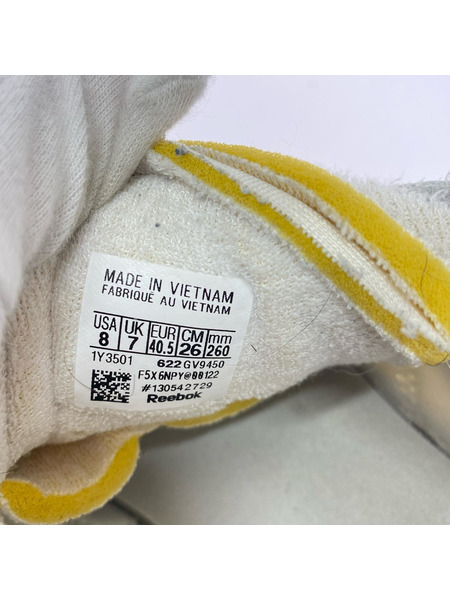 MADE IN VIETNAM
FABRIQUÉ AU VIETNAM
USA UK EUR CM mm
8 7 40.5 26 260
1Y3501 622 GV9450
F5X6NPY@00122
#130542729
Reebok